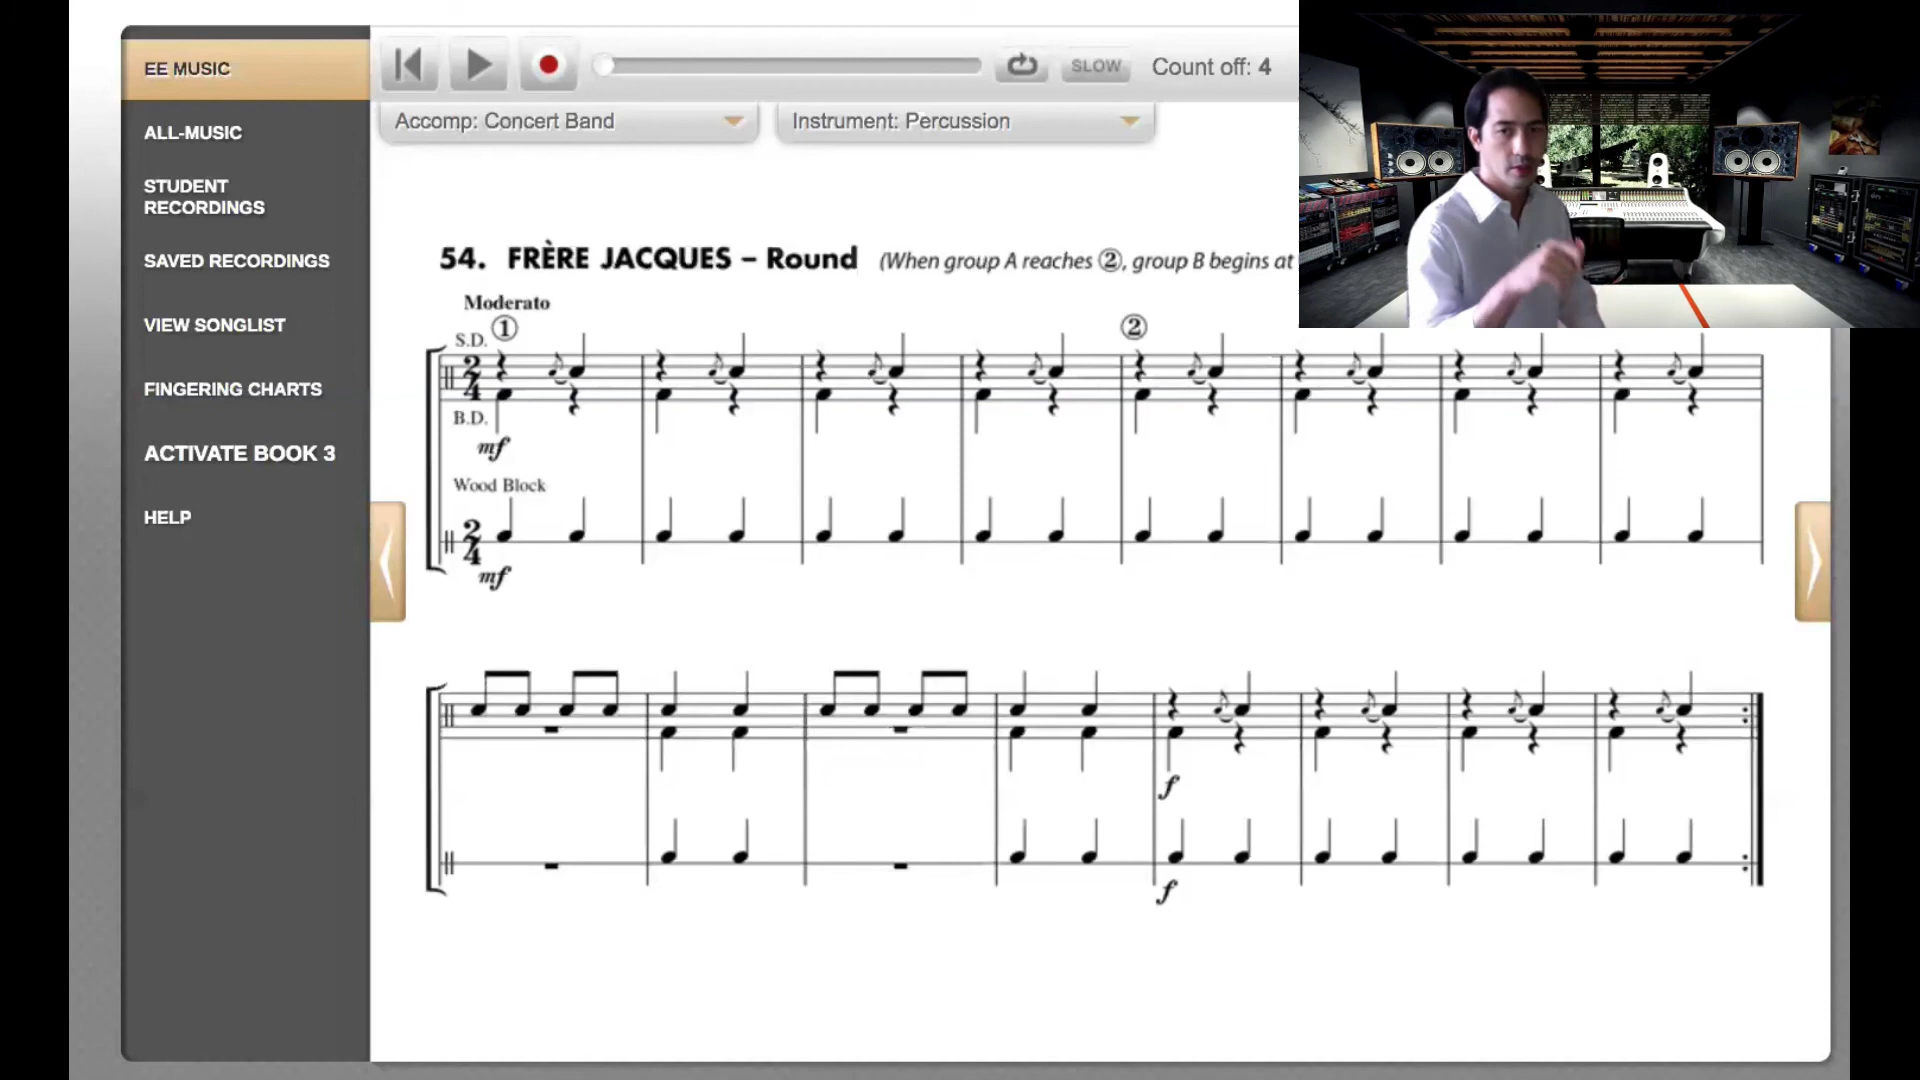 EE MUSIC
ALL-MUSIC
STUDENT
RECORDINGS
SAVED RECORDINGS
VIEW SONGLIST
FINGERING CHARTS
ACTIVATE BOOK 3
HELP
SLOW
Count off: 4
Accomp: Concert Band
Instrument: Percussion
54. FRÈRE JACQUES – Round (When group A reaches ②, group B begins at
Moderato
① ②
S.D.
2
4
B.D.
mf
Wood Block
2
4
mf
f
f